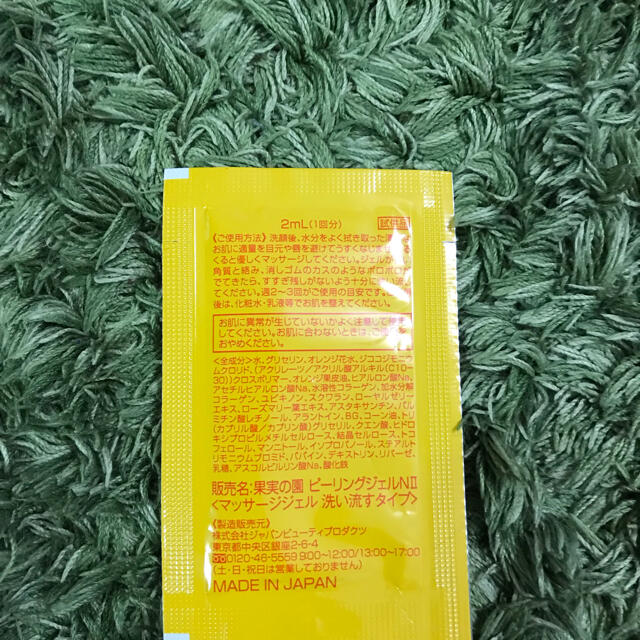 2mL(1回分) 試供品
《ご使用方法》洗顔後、水分をよく拭き取った
お肌に適量を目元や唇を避けてうすくなり
くると優しくマッサージしてください。ジェルが
角質と絡み、消しゴムのカスのようなポロポロ
でてきたら、すすぎ残しがないよう十分に
てください。週2〜3回がご使用の目安です。
後は、化粧水・乳液等でお肌を整えてください。
お肌に異常が生じていないかよく注意して
してください。お肌に合わないときは、ご
おやめください。
<全成分>水、グリセリン、オレンジ花水、ジココジモニウ
ムクロリド、(アクリレーツ/アクリル酸アルキル(C10-
30))クロスポリマー、オレンジ果皮油、ヒアルロン酸Na、
アセチルヒアルロン酸Na、水溶性コラーゲン、加水分解
コラーゲン、ユビキノン、スクワラン、ローヤルゼリー
エキス、ローズマリー葉エキス、アスタキサンチン、パル
ミチン酸レチノール、アラントイン、BG、コーン油、トリ
(カプリル酸/カプリン酸)グリセリル、クエン酸、ヒドロ
キシプロピルメチルセルロース、結晶セルロース、トコ
フェロール、マンニトール、イソプロパノール、ステアルト
リモニウムブロミド、パパイン、デキストリン、リパーゼ、
乳糖、アスコルビルリン酸Na、酸化鉄
販売名:果実の園 ピーリングジェルNⅡ
〈マッサージジェル 洗い流すタイプ〉
《製造販売元》
株式会社ジャパンビューティプロダクツ
東京都中央区銀座2-6-4
0120-46-5559 9:00~12:00/13:00~17:00
(土・日・祝日は営業しておりません)
MADE IN JAPAN